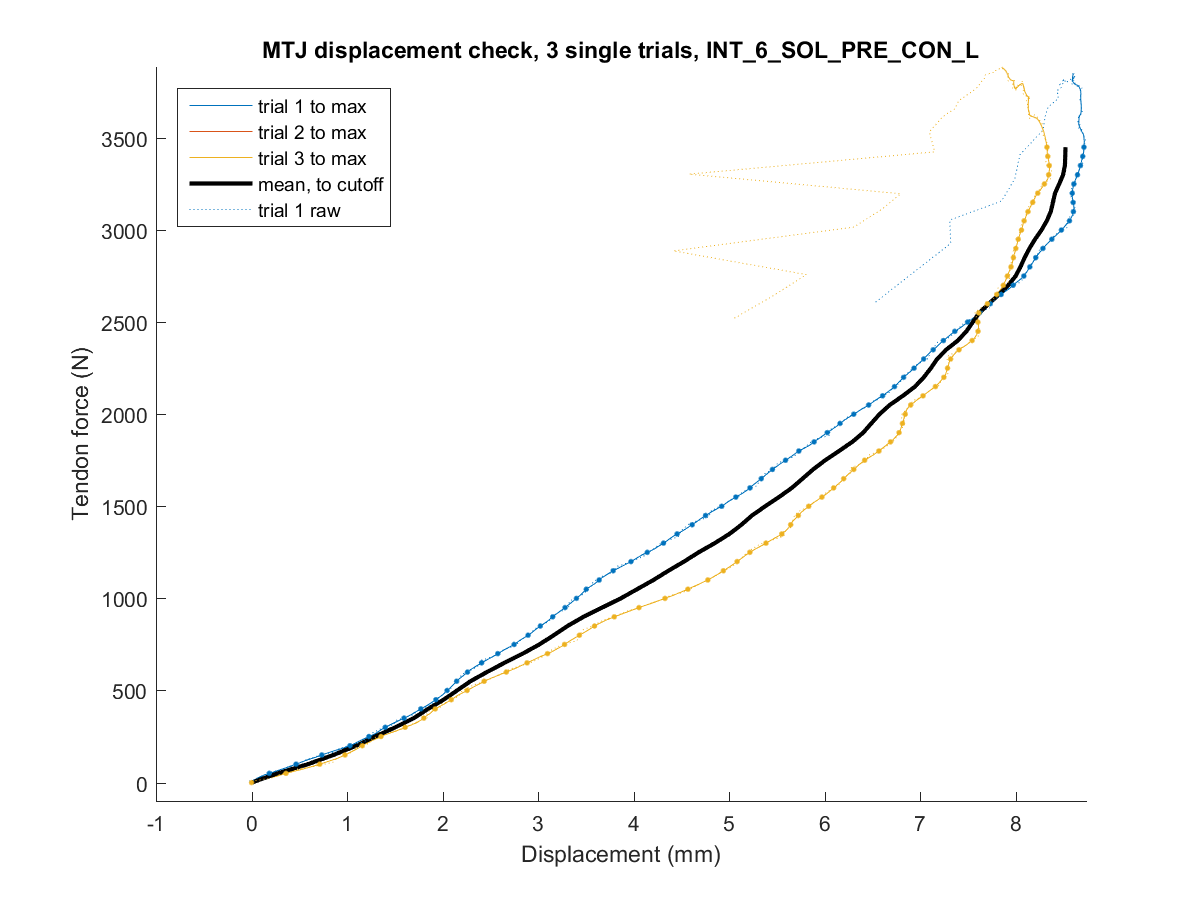 MTJ displacement check, 3 single trials, INT_6_SOL_PRE_CON_L
trial 1 to max
trial 2 to max
trial 3 to max
mean, to cutoff
trial 1 raw
3500
3000
2500
2000
1500
1000
500
0
Tendon force (N)
-1 0 1 2 3 4 5 6 7 8
Displacement (mm)